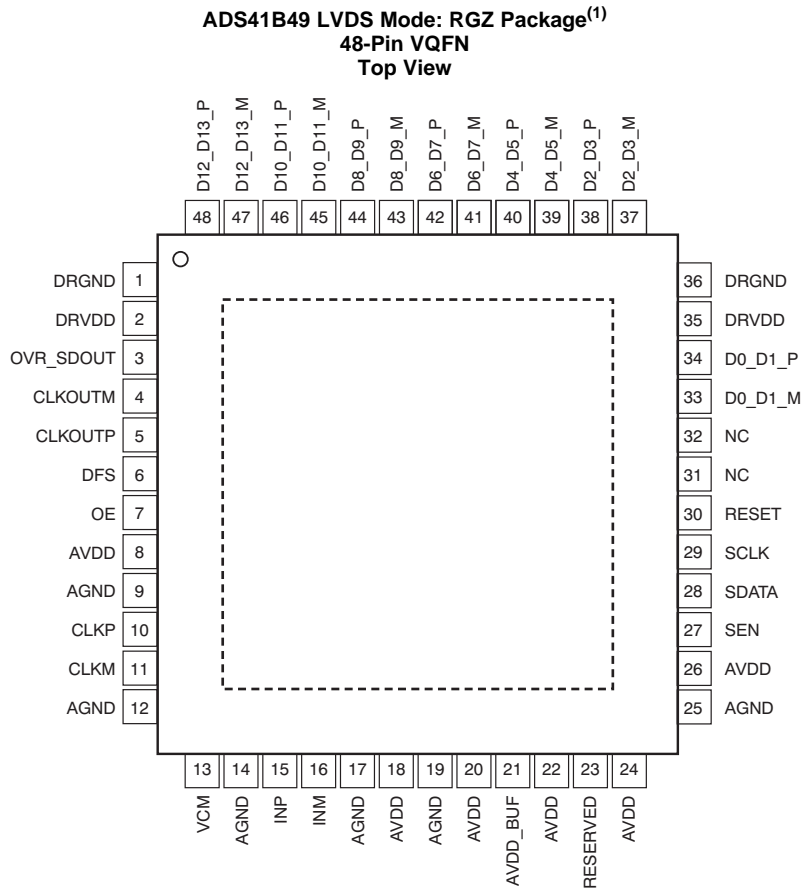 ADS41B49 LVDS Mode: RGZ Package(1)
48-Pin VQFN
Top View
D12_D13_P
D12_D13_M
D10_D11_P
D10_D11_M
D8_D9_P
D8_D9_M
D6_D7_P
D6_D7_M
D4_D5_P
D4_D5_M
D2_D3_P
D2_D3_M
48 47 46 45 44 43 42 41 40 39 38 37
DRGND 1
DRVDD 2
OVR_SDOUT 3
CLKOUTM 4
CLKOUTP 5
DFS 6
OE 7
AVDD 8
AGND 9
CLKP 10
CLKM 11
AGND 12
36 DRGND
35 DRVDD
34 D0_D1_P
33 D0_D1_M
32 NC
31 NC
30 RESET
29 SCLK
28 SDATA
27 SEN
26 AVDD
25 AGND
13 14 15 16 17 18 19 20 21 22 23 24
VCM
AGND
INP
INM
AGND
AVDD
AGND
AVDD
AVDD_BUF
AVDD
RESERVED
AVDD